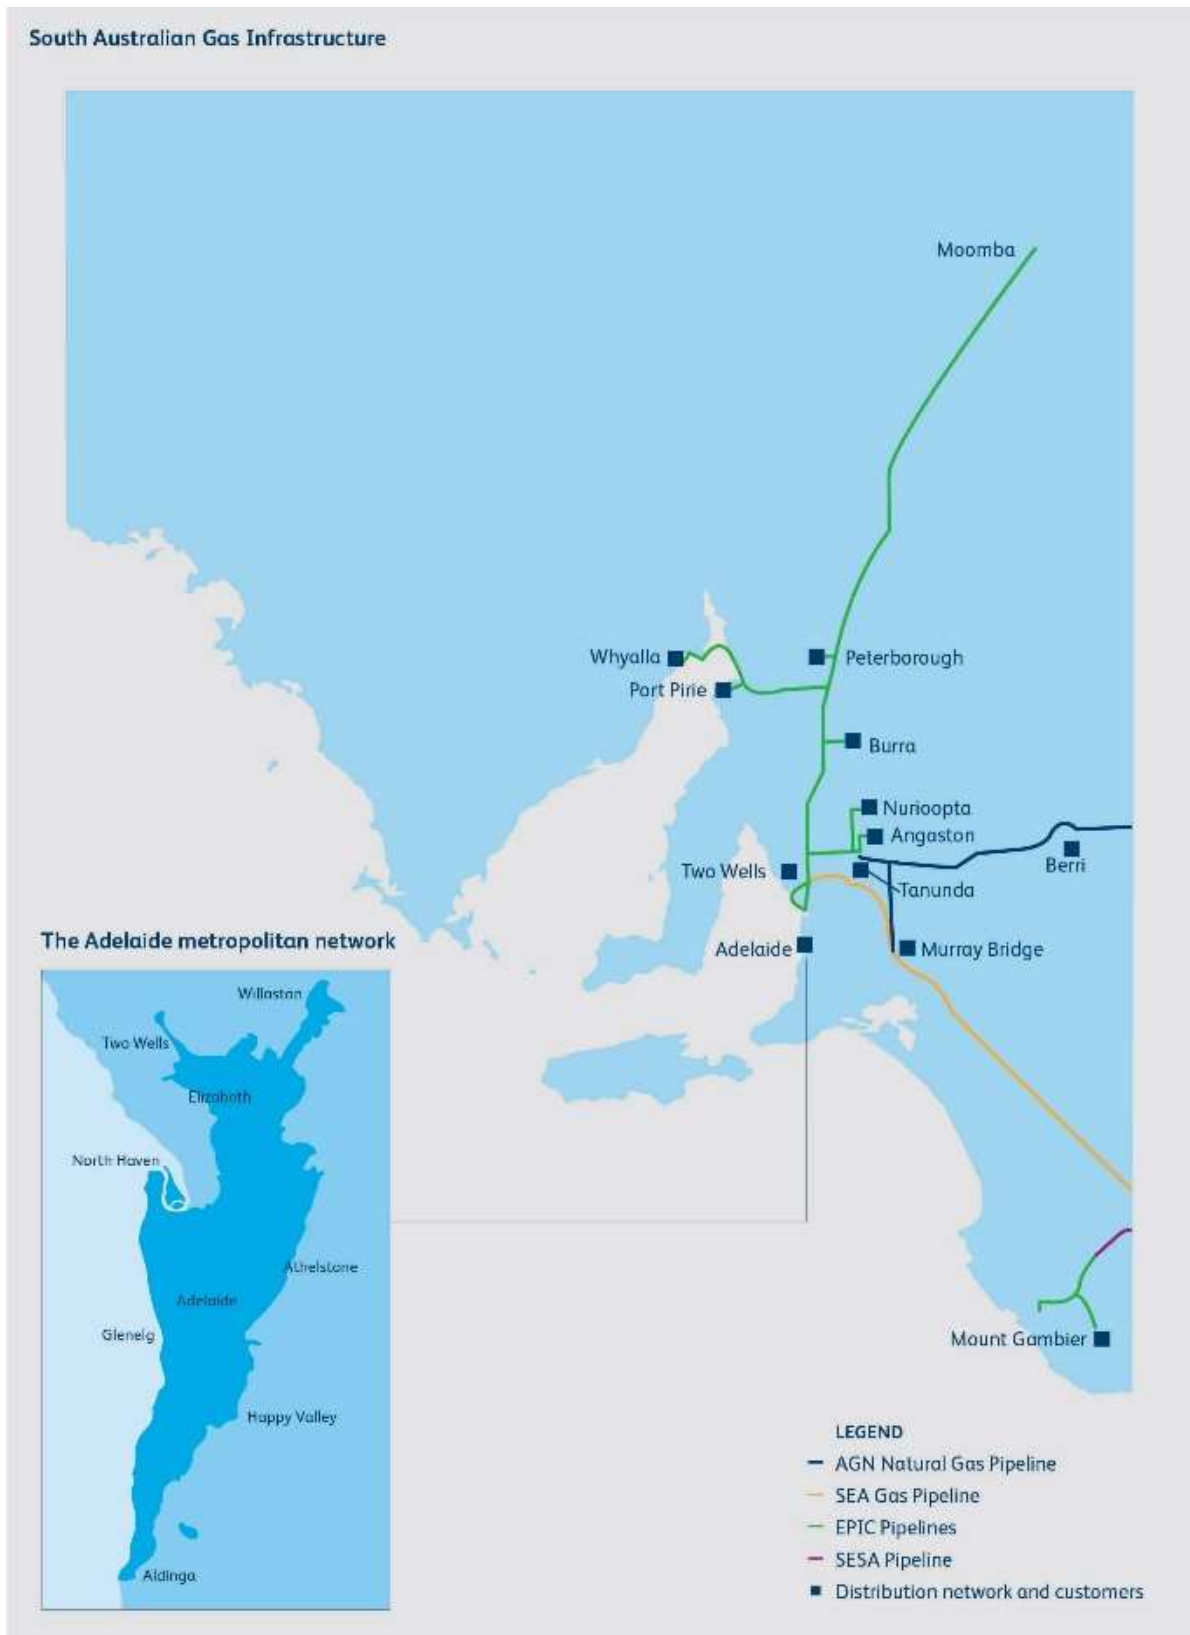 South Australian Gas Infrastructure
Moomba
Whyalla
Peterborough
Port Pirie
Burra
Nurioopta
Angaston
Berri
Two Wells
Tanunda
Adelaide
Murray Bridge
Mount Gambier
The Adelaide metropolitan network
Willaston
Two Wells
Elizabeth
North Haven
Athelstone
Adelaide
Glenelg
Happy Valley
Aldinga
LEGEND
AGN Natural Gas Pipeline
SEA Gas Pipeline
EPIC Pipelines
SESA Pipeline
Distribution network and customers